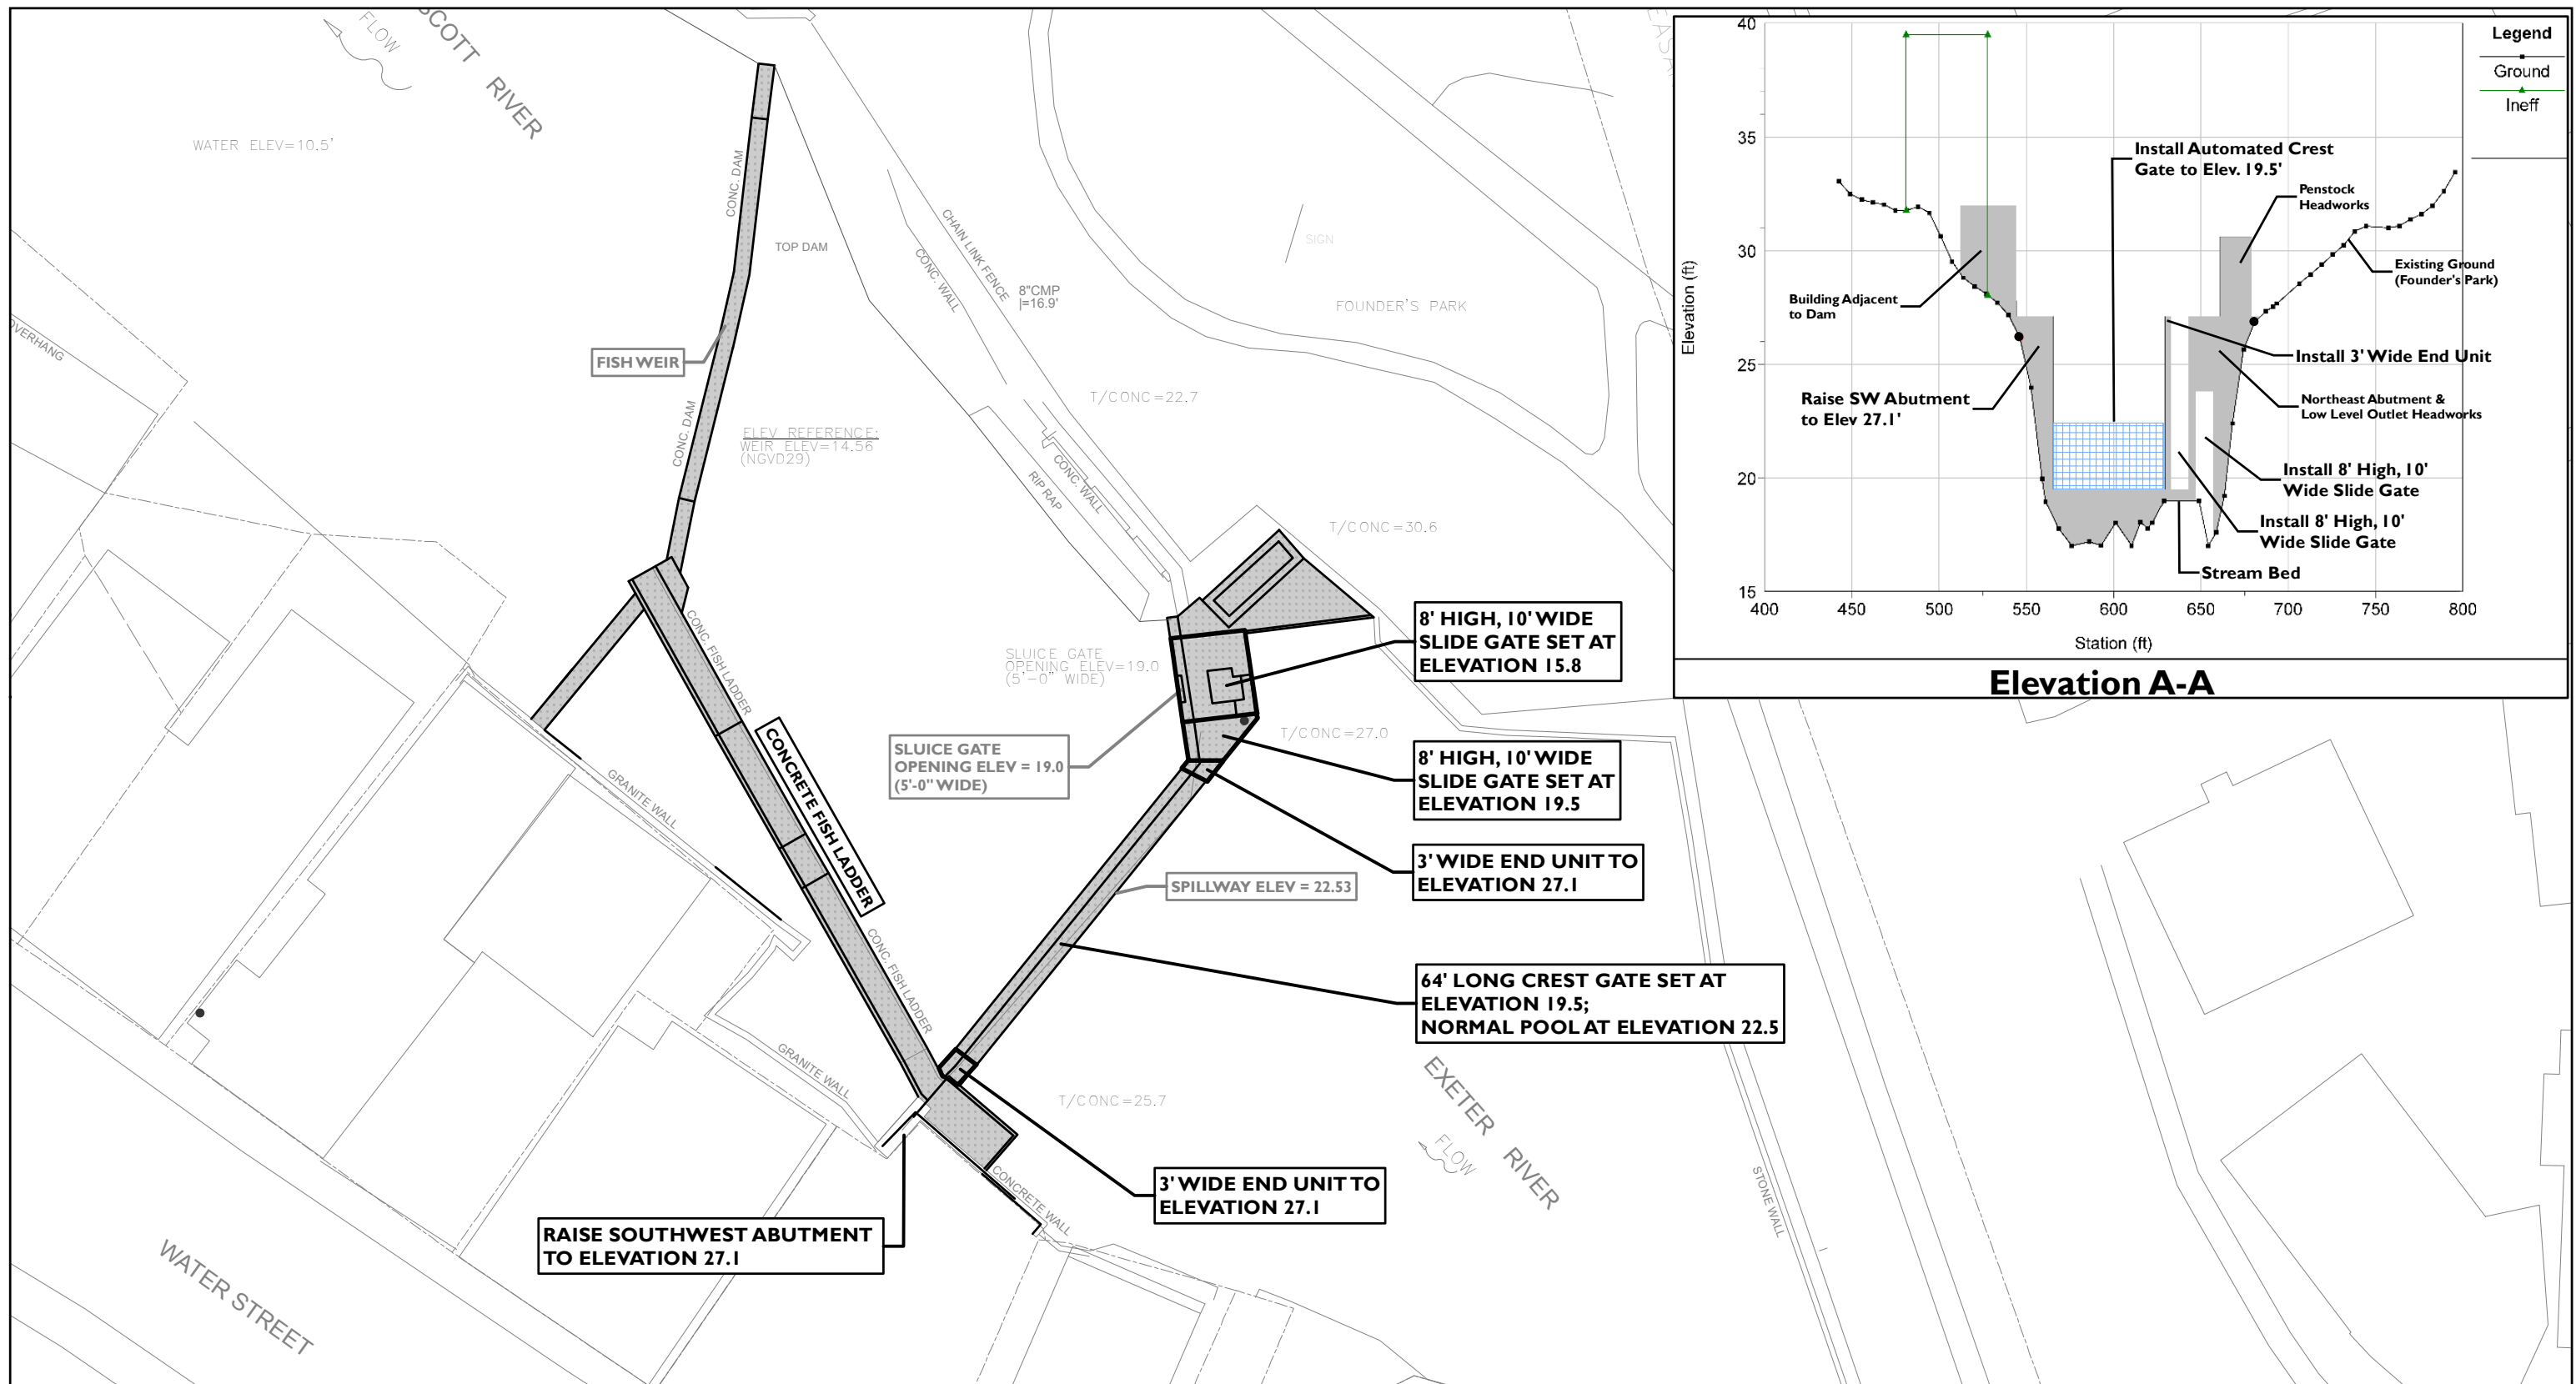 SCOTT RIVER
FLOW
WATER ELEV=10.5'
OVERHANG
CONC. DAM
TOP DAM
FISH WEIR
CONC. DAM
ELEV REFERENCE:
WEIR ELEV=14.56
(NGVD29)
CONC. WALL
CHAIN LINK FENCE
8"CMP
I=16.9'
SIGN
FOUNDER'S PARK
T/CONC=22.7
CONC. WALL
RIP RAP
T/CONC=30.6
SLUICE GATE
OPENING ELEV=19.0
(5'-0" WIDE)
T/CONC=27.0
SLUICE GATE
OPENING ELEV = 19.0
(5'-0" WIDE)
8' HIGH, 10' WIDE
SLIDE GATE SET AT
ELEVATION 15.8
8' HIGH, 10' WIDE
SLIDE GATE SET AT
ELEVATION 19.5
3' WIDE END UNIT TO
ELEVATION 27.1
SPILLWAY ELEV = 22.53
64' LONG CREST GATE SET AT
ELEVATION 19.5;
NORMAL POOL AT ELEVATION 22.5
CONC. FISH LADDER
CONCRETE FISH LADDER
CONC. FISH LADDER
GRANITE WALL
GRANITE WALL
T/CONC=25.7
EXETER RIVER
FLOW
STONE WALL
3' WIDE END UNIT TO
ELEVATION 27.1
CONCRETE WALL
RAISE SOUTHWEST ABUTMENT
TO ELEVATION 27.1
WATER STREET
Legend
Ground
Ineff
40
35
30
25
20
15
Elevation (ft)
400 450 500 550 600 650 700 750 800
Station (ft)
Install Automated Crest
Gate to Elev. 19.5'
Penstock
Headworks
Existing Ground
(Founder's Park)
Building Adjacent
to Dam
Install 3' Wide End Unit
Raise SW Abutment
to Elev 27.1'
Northeast Abutment &
Low Level Outlet Headworks
Install 8' High, 10'
Wide Slide Gate
Install 8' High, 10'
Wide Slide Gate
Stream Bed
Elevation A-A